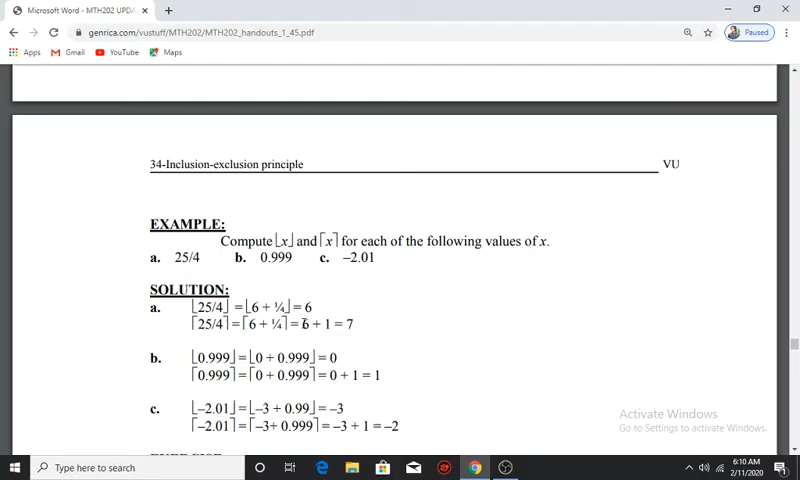 Microsoft Word - MTH202 UPDA
genrica.com/vustuff/MTH202/MTH202_handouts_1_45.pdf
Paused
Apps Gmail YouTube Maps
34-Inclusion-exclusion principle VU
EXAMPLE:
Compute ⌊x⌋ and ⌈x⌉ for each of the following values of x.
a. 25/4 b. 0.999 c. –2.01
SOLUTION:
a. ⌊25/4⌋ = ⌊6 + ¼⌋ = 6
⌈25/4⌉ = ⌈6 + ¼⌉ = 6 + 1 = 7
b. ⌊0.999⌋ = ⌊0 + 0.999⌋ = 0
⌈0.999⌉ = ⌈0 + 0.999⌉ = 0 + 1 = 1
c. ⌊–2.01⌋ = ⌊–3 + 0.99⌋ = –3
⌈–2.01⌉ = ⌈–3+ 0.999⌉ = –3 + 1 = –2
Activate Windows
Go to Settings to activate Windows.
Type here to search
6:10 AM
2/11/2020